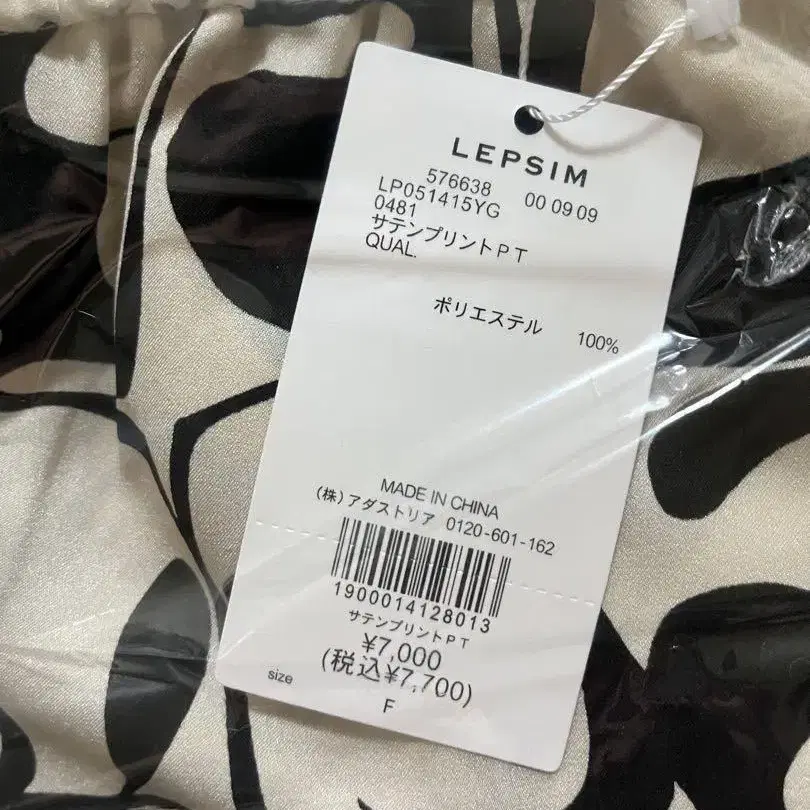 LEPSIM
576638
LP051415YG 00 09 09
0481
サテンプリントPT
QUAL.
ポリエステル 100%
MADE IN CHINA
(株)アダストリア 0120-601-162
1900014128013
サテンプリントPT
¥7,000
(税込¥7,700)
size F